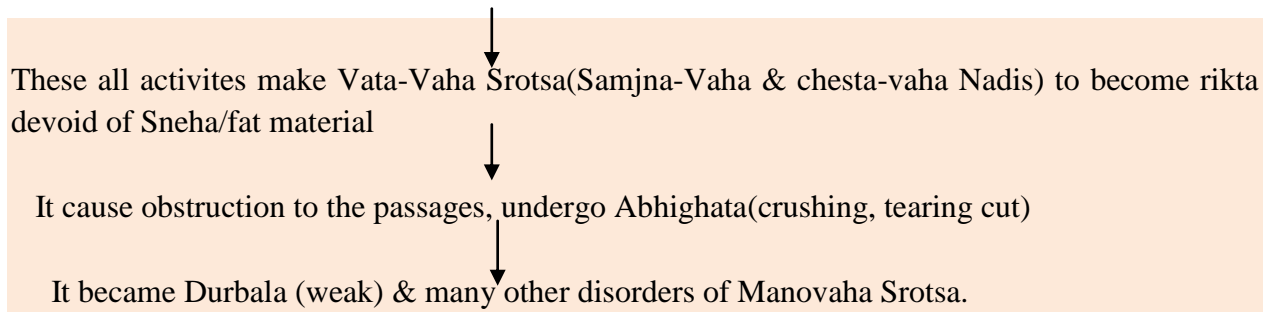 These all activites make Vata-Vaha Srotsa(Samjna-Vaha & chesta-vaha Nadis) to become rikta
devoid of Sneha/fat material
It cause obstruction to the passages, undergo Abhighata(crushing, tearing cut)
It became Durbala (weak) & many other disorders of Manovaha Srotsa.